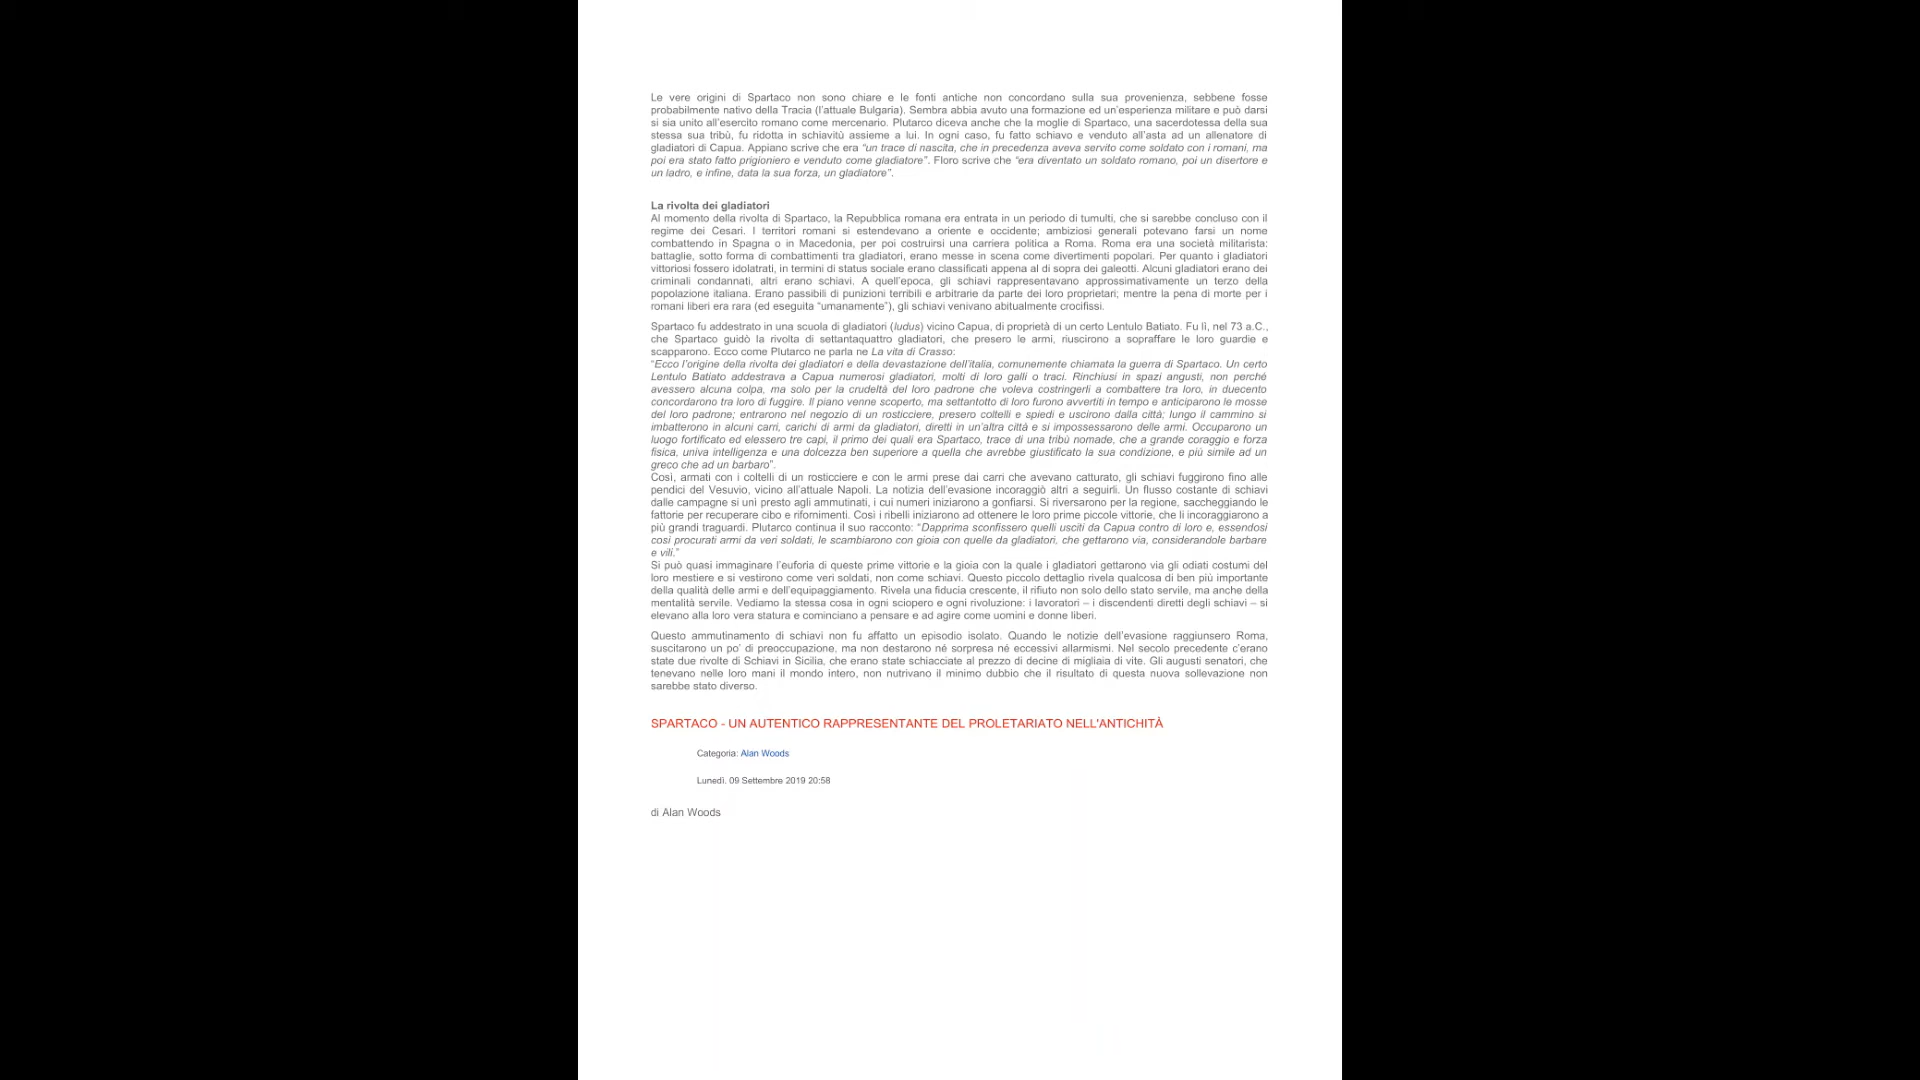 Le vere origini di Spartaco non sono chiare e le fonti antiche non concordano sulla sua provenienza, sebbene fosse
probabilmente nativo della Tracia (l'attuale Bulgaria). Sembra abbia avuto una formazione ed un'esperienza militare e può darsi
si sia unito all'esercito romano come mercenario. Plutarco diceva anche che la moglie di Spartaco, una sacerdotessa della sua
stessa sua tribù, fu ridotta in schiavitù assieme a lui. In ogni caso, fu fatto schiavo e venduto all'asta ad un allenatore di
gladiatori di Capua. Appiano scrive che era “un trace di nascita, che in precedenza aveva servito come soldato con i romani, ma
poi era stato fatto prigioniero e venduto come gladiatore”. Floro scrive che “era diventato un soldato romano, poi un disertore e
un ladro, e infine, data la sua forza, un gladiatore”.
La rivolta dei gladiatori
Al momento della rivolta di Spartaco, la Repubblica romana era entrata in un periodo di tumulti, che si sarebbe concluso con il
regime dei Cesari. I territori romani si estendevano a oriente e occidente; ambiziosi generali potevano farsi un nome
combattendo in Spagna o in Macedonia, per poi costruirsi una carriera politica a Roma. Roma era una società militarista:
battaglie, sotto forma di combattimenti tra gladiatori, erano messe in scena come divertimenti popolari. Per quanto i gladiatori
vittoriosi fossero idolatrati, in termini di status sociale erano classificati appena al di sopra dei galeotti. Alcuni gladiatori erano dei
criminali condannati, altri erano schiavi. A quell'epoca, gli schiavi rappresentavano approssimativamente un terzo della
popolazione italiana. Erano passibili di punizioni terribili e arbitrarie da parte dei loro proprietari; mentre la pena di morte per i
romani liberi era rara (ed eseguita “umanamente”), gli schiavi venivano abitualmente crocifissi.
Spartaco fu addestrato in una scuola di gladiatori (ludus) vicino Capua, di proprietà di un certo Lentulo Batiato. Fu lì, nel 73 a.C.,
che Spartaco guidò la rivolta di settantaquattro gladiatori, che presero le armi, riuscirono a sopraffare le loro guardie e
scapparono. Ecco come Plutarco ne parla ne La vita di Crasso:
“Ecco l'origine della rivolta dei gladiatori e della devastazione dell'italia, comunemente chiamata la guerra di Spartaco. Un certo
Lentulo Batiato addestrava a Capua numerosi gladiatori, molti di loro galli o traci. Rinchiusi in spazi angusti, non perché
avessero alcuna colpa, ma solo per la crudeltà del loro padrone che voleva costringerli a combattere tra loro, in duecento
concordarono tra loro di fuggire. Il piano venne scoperto, ma settantotto di loro furono avvertiti in tempo e anticiparono le mosse
del loro padrone; entrarono nel negozio di un rosticciere, presero coltelli e spiedi e uscirono dalla città; lungo il cammino si
imbatterono in alcuni carri, carichi di armi da gladiatori, diretti in un'altra città e si impossessarono delle armi. Occuparono un
luogo fortificato ed elessero tre capi, il primo dei quali era Spartaco, trace di una tribù nomade, che a grande coraggio e forza
fisica, univa intelligenza e una dolcezza ben superiore a quella che avrebbe giustificato la sua condizione, e più simile ad un
greco che ad un barbaro”.
Così, armati con i coltelli di un rosticciere e con le armi prese dai carri che avevano catturato, gli schiavi fuggirono fino alle
pendici del Vesuvio, vicino all'attuale Napoli. La notizia dell'evasione incoraggiò altri a seguirli. Un flusso costante di schiavi
dalle campagne si unì presto agli ammutinati, i cui numeri iniziarono a gonfiarsi. Si riversarono per la regione, saccheggiando le
fattorie per recuperare cibo e rifornimenti. Così i ribelli iniziarono ad ottenere le loro prime piccole vittorie, che li incoraggiarono a
più grandi traguardi. Plutarco continua il suo racconto: “Dapprima sconfissero quelli usciti da Capua contro di loro e, essendosi
così procurati armi da veri soldati, le scambiarono con gioia con quelle da gladiatori, che gettarono via, considerandole barbare
e vili.”
Si può quasi immaginare l'euforia di queste prime vittorie e la gioia con la quale i gladiatori gettarono via gli odiati costumi del
loro mestiere e si vestirono come veri soldati, non come schiavi. Questo piccolo dettaglio rivela qualcosa di ben più importante
della qualità delle armi e dell'equipaggiamento. Rivela una fiducia crescente, il rifiuto non solo dello stato servile, ma anche della
mentalità servile. Vediamo la stessa cosa in ogni sciopero e ogni rivoluzione: i lavoratori – i discendenti diretti degli schiavi – si
elevano alla loro vera statura e cominciano a pensare e ad agire come uomini e donne liberi.
Questo ammutinamento di schiavi non fu affatto un episodio isolato. Quando le notizie dell'evasione raggiunsero Roma,
suscitarono un po' di preoccupazione, ma non destarono né sorpresa né eccessivi allarmismi. Nel secolo precedente c'erano
state due rivolte di Schiavi in Sicilia, che erano state schiacciate al prezzo di decine di migliaia di vite. Gli augusti senatori, che
tenevano nelle loro mani il mondo intero, non nutrivano il minimo dubbio che il risultato di questa nuova sollevazione non
sarebbe stato diverso.
SPARTACO - UN AUTENTICO RAPPRESENTANTE DEL PROLETARIATO NELL'ANTICHITÀ
Categoria: Alan Woods
Lunedì. 09 Settembre 2019 20:58
di Alan Woods